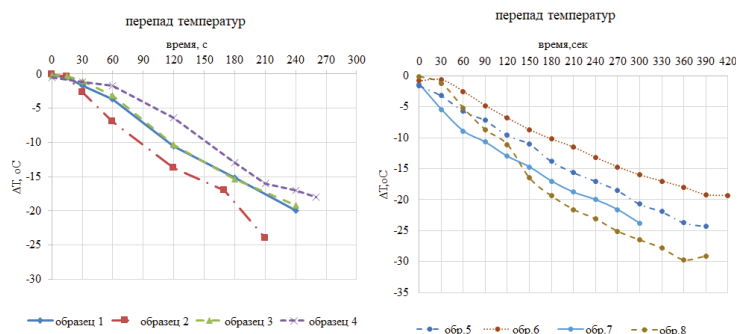 перепад температур
время, с
0 30 60 90 120 150 180 210 240 270 300
0
-5
-10
-15
-20
-25
-30
ΔT, oC
образец 1 образец 2 образец 3 образец 4
перепад температур
время,сек
0 30 60 90 120 150 180 210 240 270 300 330 360 390 420
0
-5
-10
-15
-20
-25
-30
-35
ΔT,oC
обр.5 обр.6 обр.7 обр.8